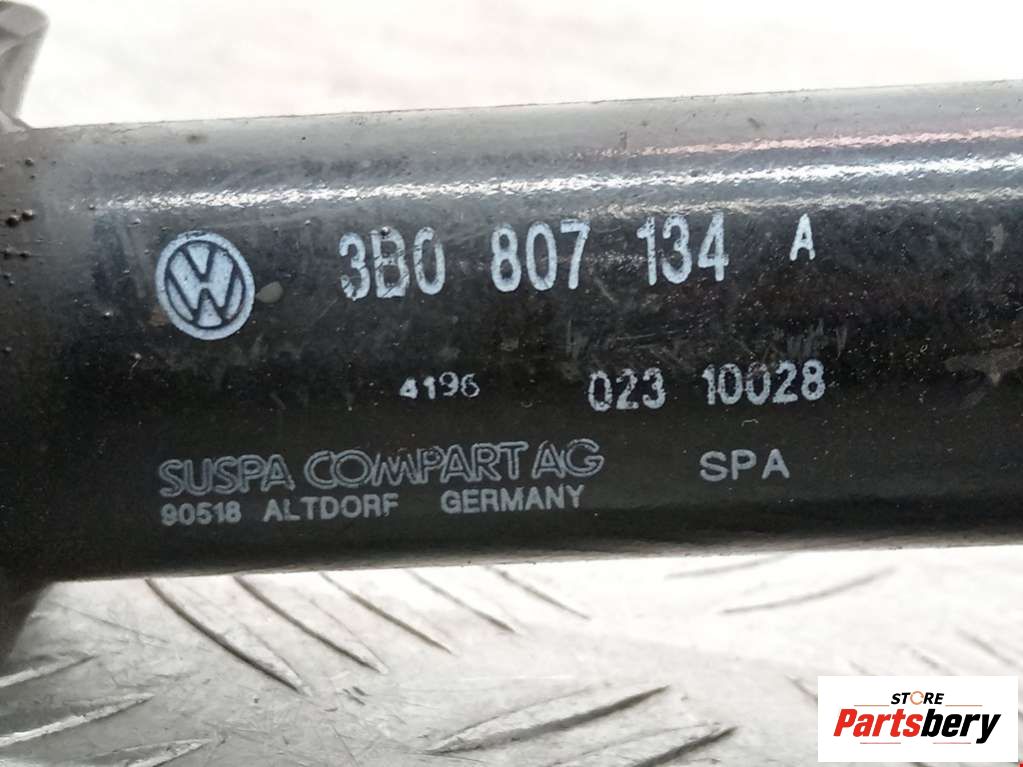 3B0 807 134 A
4196 023 10028
SUSPA COMPART AG SPA
90518 ALTDORF GERMANY
STORE
Partsbery